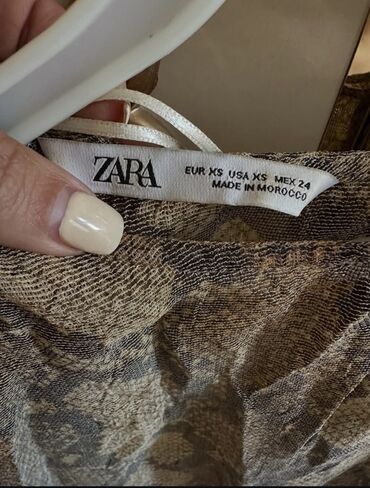 ZARA
EUR XS USA XS MEX 24
MADE IN MOROCCO